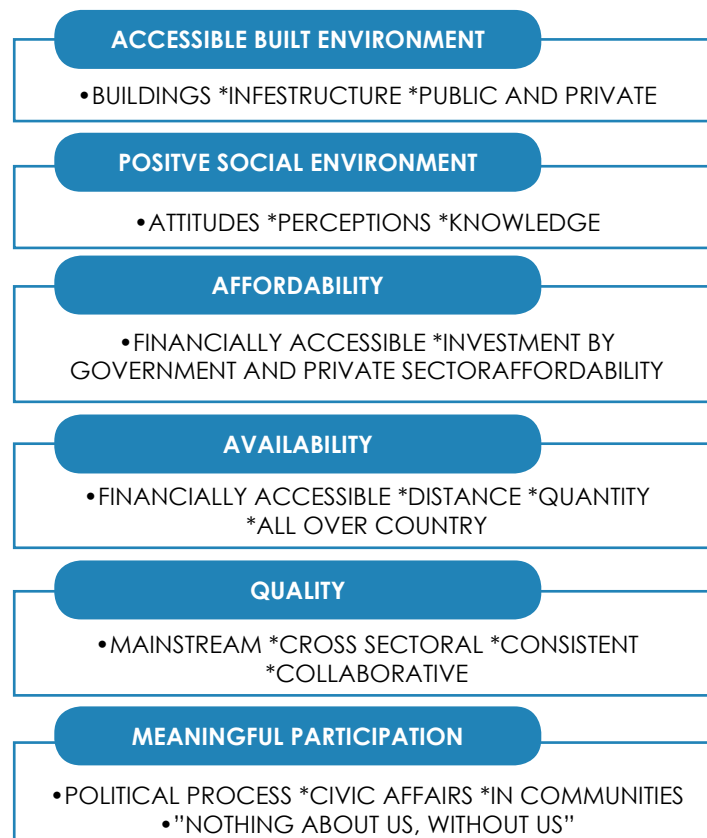 ACCESSIBLE BUILT ENVIRONMENT
•BUILDINGS *INFESTRUCTURE *PUBLIC AND PRIVATE
POSITVE SOCIAL ENVIRONMENT
•ATTITUDES *PERCEPTIONS *KNOWLEDGE
AFFORDABILITY
•FINANCIALLY ACCESSIBLE *INVESTMENT BY
GOVERNMENT AND PRIVATE SECTORAFFORDABILITY
AVAILABILITY
•FINANCIALLY ACCESSIBLE *DISTANCE *QUANTITY
*ALL OVER COUNTRY
QUALITY
•MAINSTREAM *CROSS SECTORAL *CONSISTENT
*COLLABORATIVE
MEANINGFUL PARTICIPATION
•POLITICAL PROCESS *CIVIC AFFAIRS *IN COMMUNITIES
•”NOTHING ABOUT US, WITHOUT US”